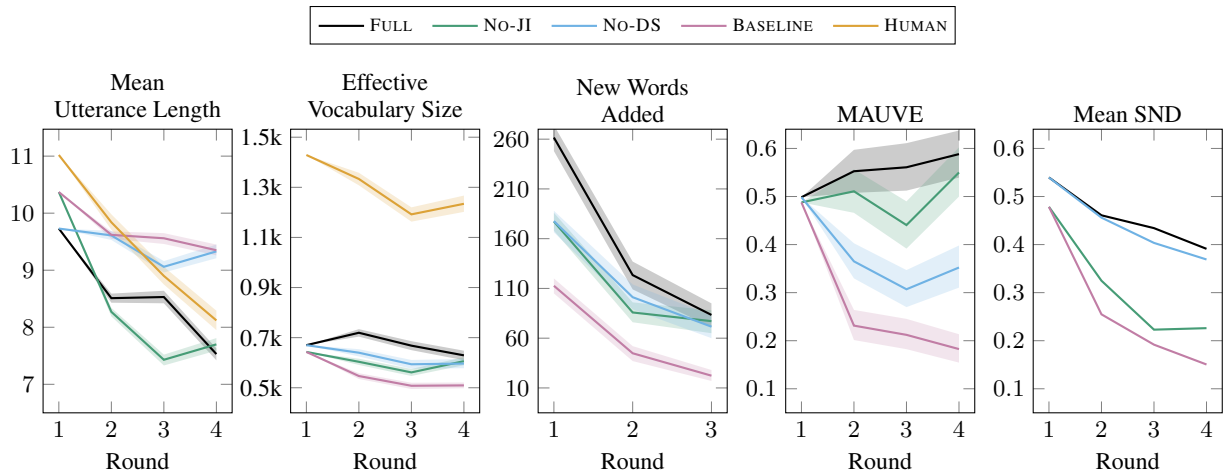 FULL NO-JI NO-DS BASELINE HUMAN
Mean
Utterance Length
11
10
9
8
7
1 2 3 4
Round
Effective
Vocabulary Size
1.5k
1.3k
1.1k
0.9k
0.7k
0.5k
1 2 3 4
Round
New Words
Added
260
210
160
110
60
10
1 2 3
Round
MAUVE
0.6
0.5
0.4
0.3
0.2
0.1
1 2 3 4
Round
Mean SND
0.6
0.5
0.4
0.3
0.2
0.1
1 2 3 4
Round